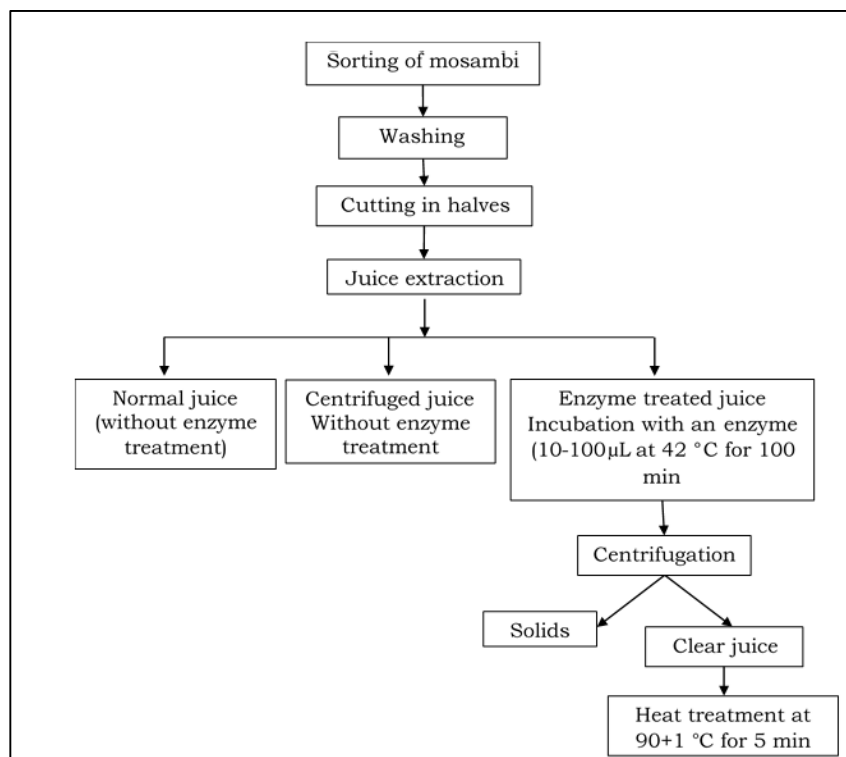 Sorting of mosambi
Washing
Cutting in halves
Juice extraction
Normal juice
(without enzyme
treatment)
Centrifuged juice
Without enzyme
treatment
Enzyme treated juice
Incubation with an enzyme
(10-100µL at 42 °C for 100
min
Centrifugation
Solids
Clear juice
Heat treatment at
90+1 °C for 5 min